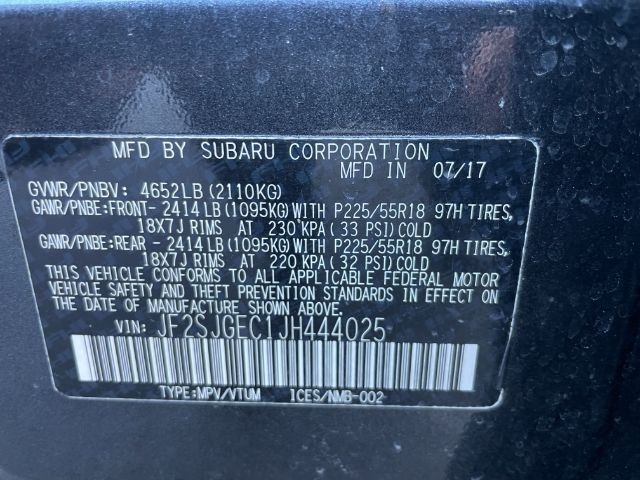 MFD BY SUBARU CORPORATION
MFD IN 07/17
GVWR/PNBV: 4652LB(2110KG)
GAWR/PNBE:FRONT- 2414LB(1095KG)WITH P225/55R18 97H TIRES,
18X7J RIMS AT 230 KPA(33 PSI)COLD
GAWR/PNBE:REAR - 2414LB(1095KG)WITH P225/55R18 97H TIRES,
18X7J RIMS AT 220 KPA(32 PSI)COLD
THIS VEHICLE CONFORMS TO ALL APPLICABLE FEDERAL MOTOR
VEHICLE SAFETY AND THEFT PREVENTION STANDARDS IN EFFECT ON
THE DATE OF MANUFACTURE SHOWN ABOVE.
VIN: JF2SJGEC1JH444025
TYPE:MPV/VTUM ICES/NMB-002